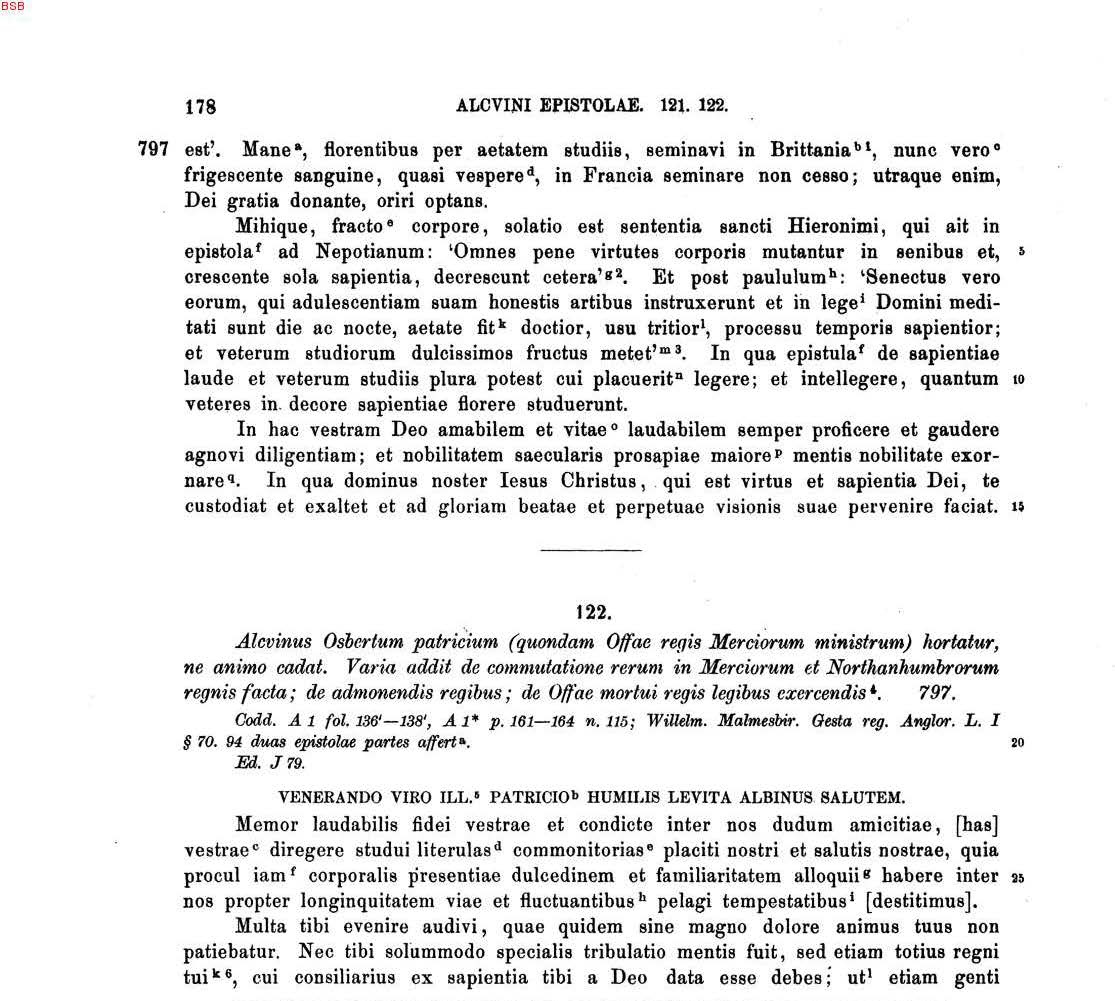 BSB
178 ALCVINI EPISTOLAE. 121. 122.
797 est'. Mane ᵃ, florentibus per aetatem studiis, seminavi in Brittania ᵇ ¹, nunc vero ᶜ
frigescente sanguine, quasi vespere ᵈ, in Francia seminare non cesso; utraque enim,
Dei gratia donante, oriri optans.
Mihique, fracto ᵉ corpore, solatio est sententia sancti Hieronimi, qui ait in
epistola ᶠ ad Nepotianum: 'Omnes pene virtutes corporis mutantur in senibus et, 5
crescente sola sapientia, decrescunt cetera' ᵍ ². Et post paululum ʰ: 'Senectus vero
eorum, qui adulescentiam suam honestis artibus instruxerunt et in lege ⁱ Domini medi-
tati sunt die ac nocte, aetate fit ᵏ doctior, usu tritior ˡ, processu temporis sapientior;
et veterum studiorum dulcissimos fructus metet' ᵐ ³. In qua epistula ᶠ de sapientiae
laude et veterum studiis plura potest cui placuerit ⁿ legere; et intellegere, quantum 10
veteres in decore sapientiae florere studuerunt.
In hac vestram Deo amabilem et vitae ᵒ laudabilem semper proficere et gaudere
agnovi diligentiam; et nobilitatem saecularis prosapiae maiore ᵖ mentis nobilitate exor-
nare q. In qua dominus noster Iesus Christus, qui est virtus et sapientia Dei, te
custodiat et exaltet et ad gloriam beatae et perpetuae visionis suae pervenire faciat. 15
122.
Alcvinus Osbertum patricium (quondam Offae regis Merciorum ministrum) hortatur,
ne animo cadat. Varia addit de commutatione rerum in Merciorum et Northanhumbrorum
regnis facta; de admonendis regibus; de Offae mortui regis legibus exercendis ⁴. 797.
Codd. A 1 fol. 136'—138', A 1* p. 161—164 n. 115; Willelm. Malmesbir. Gesta reg. Anglor. L. I
§ 70. 94 duas epistolae partes affert ᵃ. 20
Ed. J 79.
VENERANDO VIRO ILL.⁵ PATRICIO ᵇ HUMILIS LEVITA ALBINUS SALUTEM.
Memor laudabilis fidei vestrae et condicte inter nos dudum amicitiae, [has]
vestrae ᶜ diregere studui literulas ᵈ commonitorias ᵉ placiti nostri et salutis nostrae, quia
procul iam ᶠ corporalis presentiae dulcedinem et familiaritatem alloquii ᵍ habere inter 25
nos propter longinquitatem viae et fluctuantibus ʰ pelagi tempestatibus ⁱ [destitimus].
Multa tibi evenire audivi, quae quidem sine magno dolore animus tuus non
patiebatur. Nec tibi solummodo specialis tribulatio mentis fuit, sed etiam totius regni
tui ᵏ ⁶, cui consiliarius ex sapientia tibi a Deo data esse debes; ut ˡ etiam genti